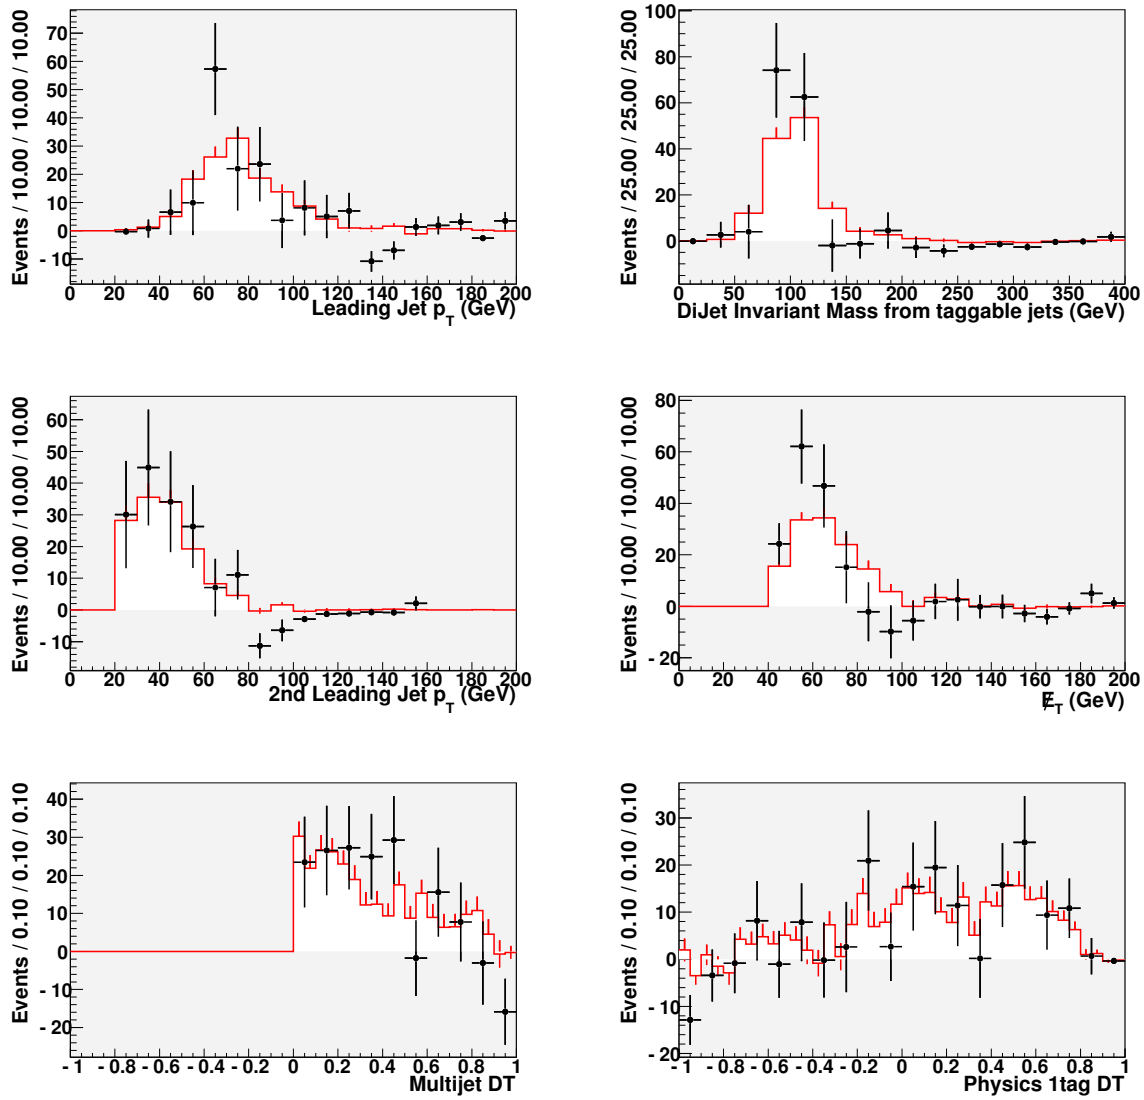 Events / 10.00 / 10.00 / 10.00
70
60
50
40
30
20
10
0
- 10
0 20 40 60 80 100 120 140 160 180 200
Leading Jet p_T (GeV)
Events / 25.00 / 25.00 / 25.00
100
80
60
40
20
0
0 50 100 150 200 250 300 350 400
DiJet Invariant Mass from taggable jets (GeV)
Events / 10.00 / 10.00 / 10.00
60
50
40
30
20
10
0
- 10
0 20 40 60 80 100 120 140 160 180 200
2nd Leading Jet p_T (GeV)
Events / 10.00 / 10.00 / 10.00
80
60
40
20
0
- 20
0 20 40 60 80 100 120 140 160 180 200
E̸_T (GeV)
Events / 0.10 / 0.10 / 0.10
40
30
20
10
0
- 10
- 20
- 1 - 0.8 - 0.6 - 0.4 - 0.2 0 0.2 0.4 0.6 0.8 1
Multijet DT
Events / 0.10 / 0.10 / 0.10
30
20
10
0
- 10
- 20
- 1 - 0.8 - 0.6 - 0.4 - 0.2 0 0.2 0.4 0.6 0.8 1
Physics 1tag DT